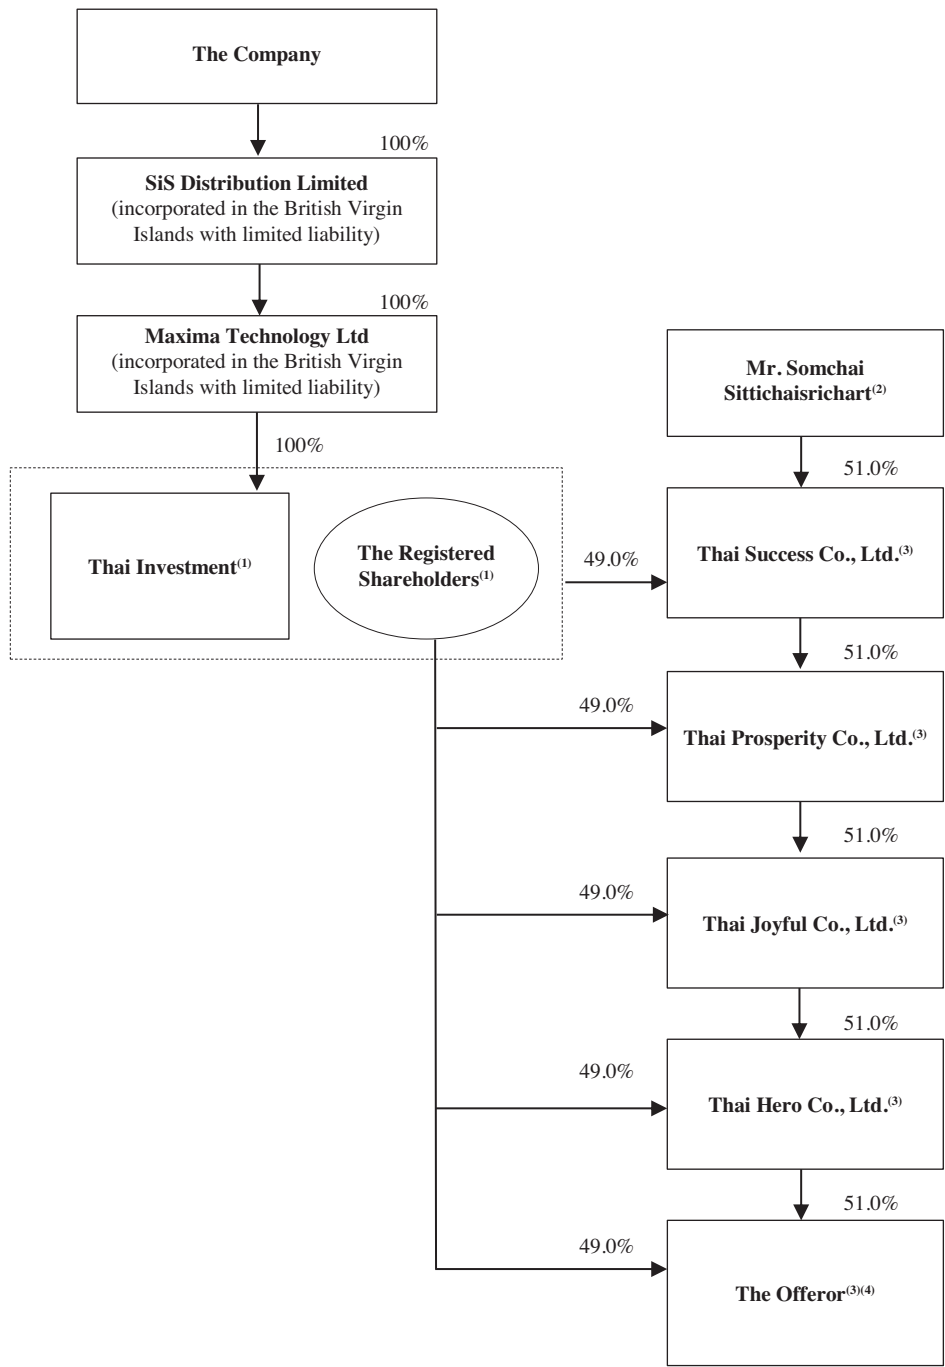 The Company
100%
SiS Distribution Limited
(incorporated in the British Virgin
Islands with limited liability)
100%
Maxima Technology Ltd
(incorporated in the British Virgin
Islands with limited liability)
100%
Mr. Somchai
Sittichaisrichart(2)
51.0%
Thai Investment(1)
The Registered
Shareholders(1)
49.0%
Thai Success Co., Ltd.(3)
51.0%
49.0%
Thai Prosperity Co., Ltd.(3)
51.0%
49.0%
Thai Joyful Co., Ltd.(3)
51.0%
49.0%
Thai Hero Co., Ltd.(3)
51.0%
49.0%
The Offeror(3)(4)